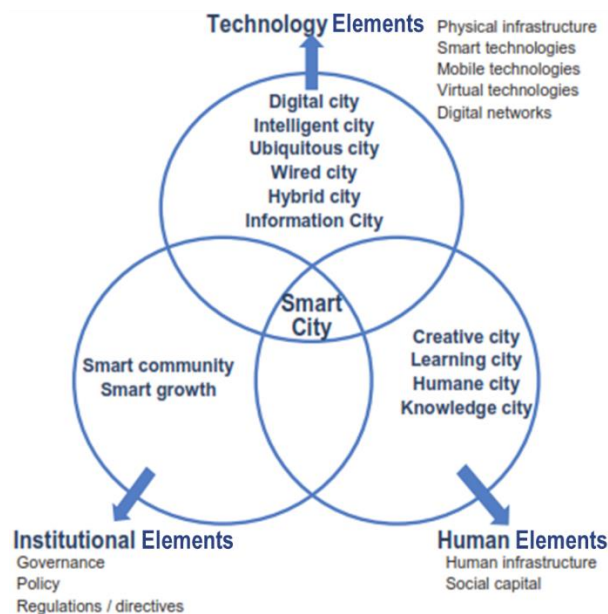 Technology Elements
Physical infrastructure
Smart technologies
Mobile technologies
Virtual technologies
Digital networks
Digital city
Intelligent city
Ubiquitous city
Wired city
Hybrid city
Information City
Smart
City
Smart community
Smart growth
Creative city
Learning city
Humane city
Knowledge city
Institutional Elements
Governance
Policy
Regulations / directives
Human Elements
Human infrastructure
Social capital